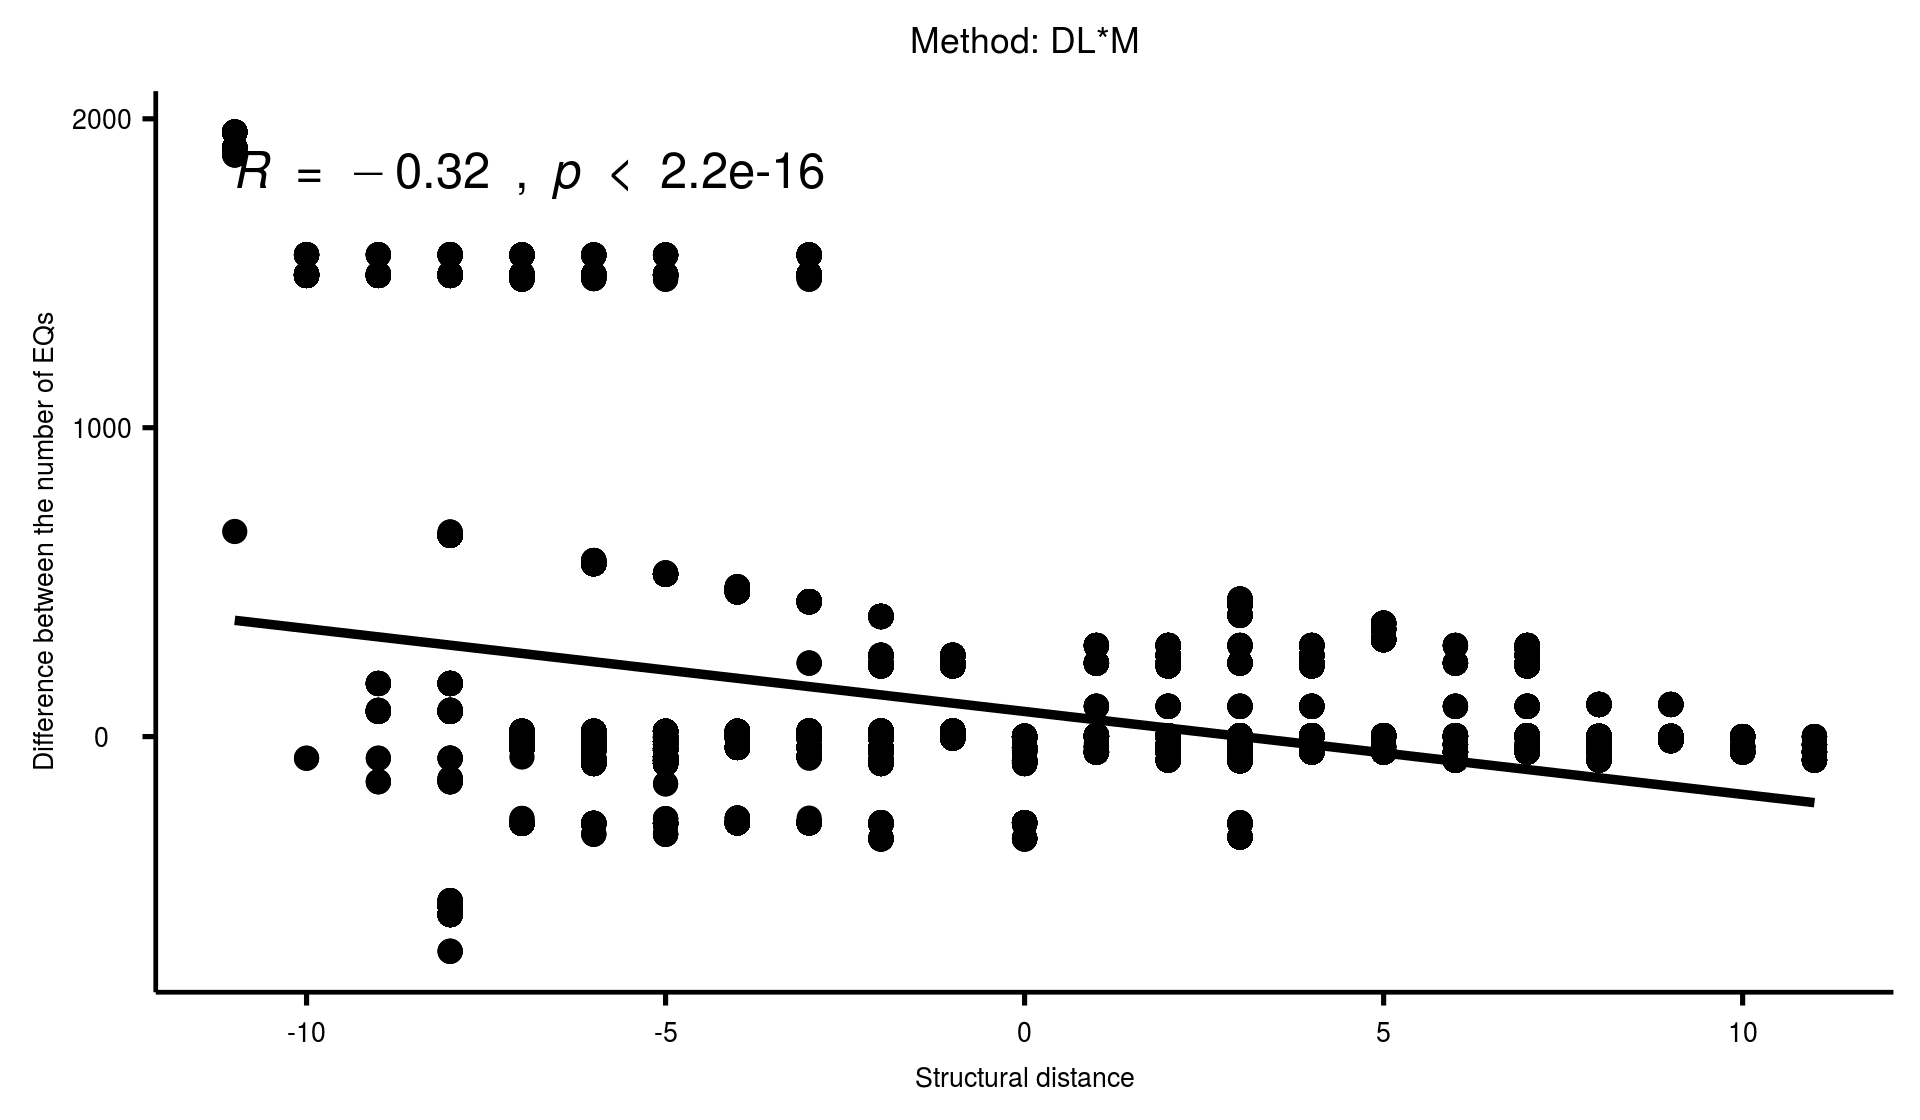 Method: DL*M
2000
R = − 0.32 , p < 2.2e-16
1000
0
Difference between the number of EQs
-10 -5 0 5 10
Structural distance